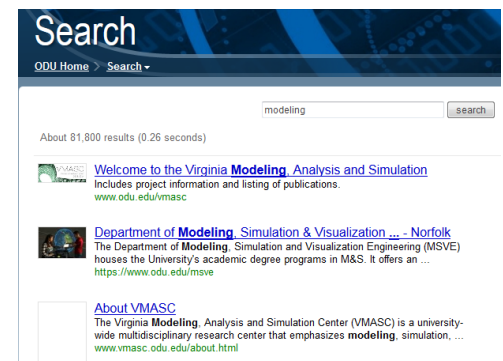 Search
ODU Home > Search
modeling search
About 81,800 results (0.26 seconds)
VMASC
Welcome to the Virginia Modeling, Analysis and Simulation
Includes project information and listing of publications.
www.odu.edu/vmasc
Department of Modeling, Simulation & Visualization ... - Norfolk
The Department of Modeling, Simulation and Visualization Engineering (MSVE)
houses the University's academic degree programs in M&S. It offers an ...
https://www.odu.edu/msve
About VMASC
The Virginia Modeling, Analysis and Simulation Center (VMASC) is a university-
wide multidisciplinary research center that emphasizes modeling, simulation, ...
www.vmasc.odu.edu/about.html